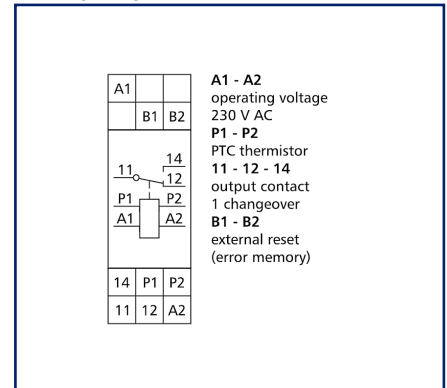 A1
B1 B2
11 14
12
P1 P2
A1 A2
14 P1 P2
11 12 A2
A1 - A2
operating voltage
230 V AC
P1 - P2
PTC thermistor
11 - 12 - 14
output contact
1 changeover
B1 - B2
external reset
(error memory)